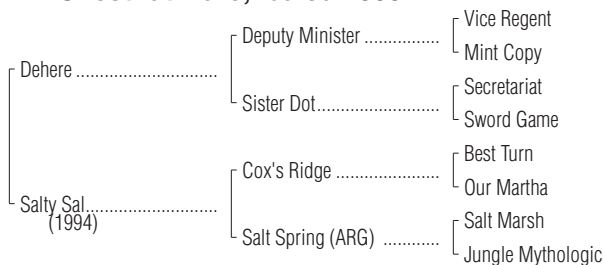 Vice Regent
Deputy Minister ................
Mint Copy
Dehere ..............................
Secretariat
Sister Dot..........................
Sword Game
Best Turn
Cox's Ridge ......................
Our Martha
Salty Sal............................
(1994)
Salt Marsh
Salt Spring (ARG) ............
Jungle Mythologic